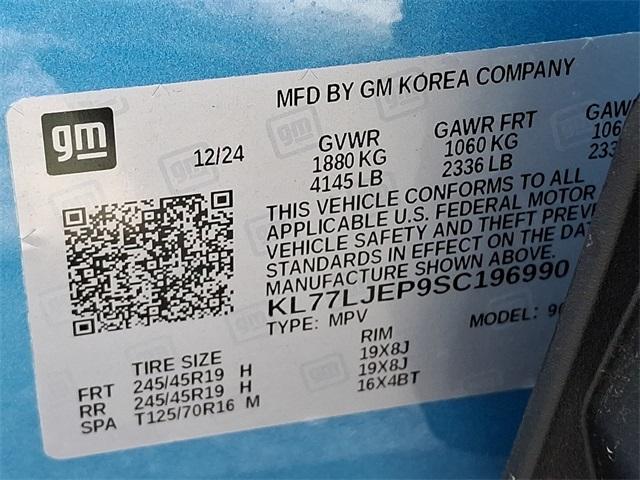 MFD BY GM KOREA COMPANY
gm
12/24
GVWR
1880 KG
4145 LB
GAWR FRT
1060 KG
2336 LB
THIS VEHICLE CONFORMS TO ALL
APPLICABLE U.S. FEDERAL MOTOR
VEHICLE SAFETY AND THEFT
STANDARDS IN EFFECT ON THE
MANUFACTURE SHOWN ABOVE.
KL77LJEP9SC196990
TYPE: MPV
MODEL:
TIRE SIZE
RIM
FRT 245/45R19 H 19X8J
RR 245/45R19 H 19X8J
SPA T125/70R16 M 16X4BT